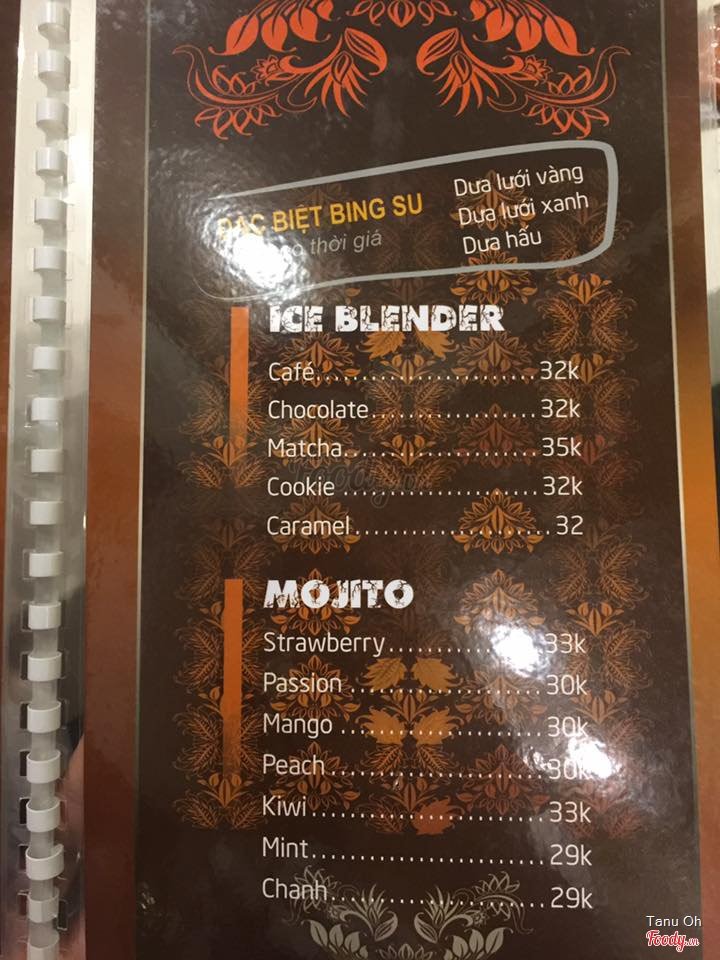 ĐẶC BIỆT BING SU
thời giá
Dưa lưới vàng
Dưa lưới xanh
Dưa hấu
ICE BLENDER
Café........................32k
Chocolate..................32k
Matcha.....................35k
Cookie .....................32k
Caramel.....................32
MOJITO
Strawberry.................33k
Passion .....................30k
Mango ......................30k
Peach.......................30k
Kiwi.........................33k
Mint.........................29k
Chanh.......................29k
Tanu Oh
Foody.vn